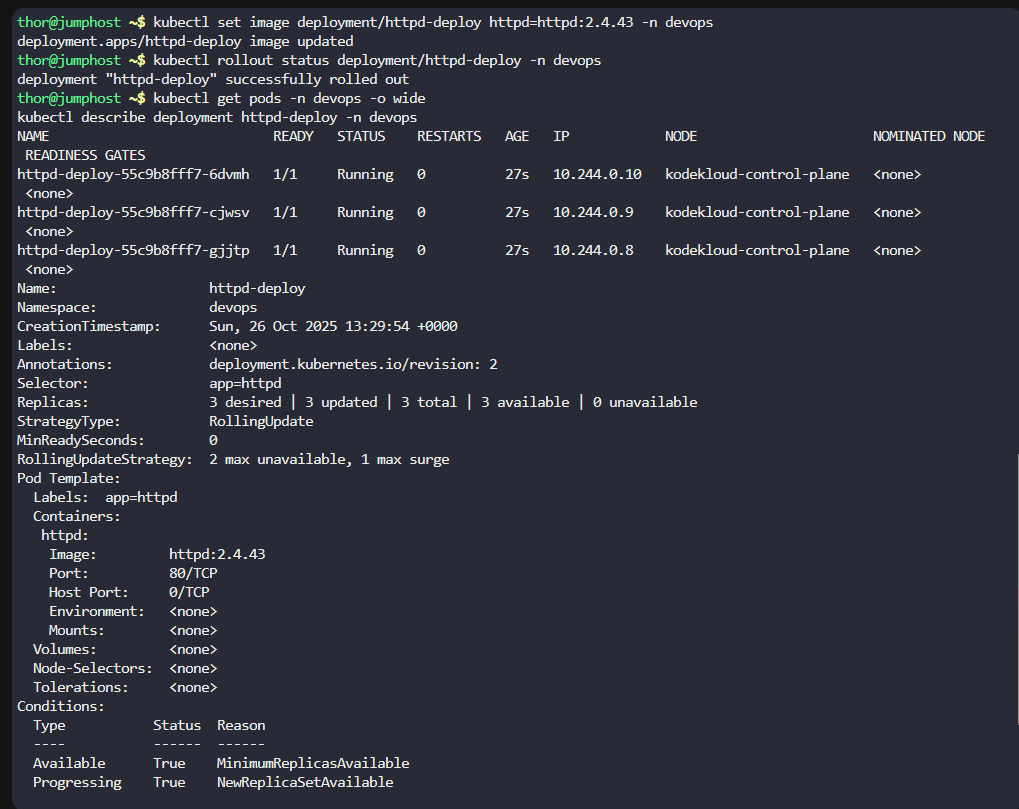 thor@jumphost ~$ kubectl set image deployment/httpd-deploy httpd=httpd:2.4.43 -n devops
deployment.apps/httpd-deploy image updated
thor@jumphost ~$ kubectl rollout status deployment/httpd-deploy -n devops
deployment "httpd-deploy" successfully rolled out
thor@jumphost ~$ kubectl get pods -n devops -o wide
kubectl describe deployment httpd-deploy -n devops
NAME                            READY   STATUS    RESTARTS   AGE   IP            NODE                      NOMINATED NODE
 READINESS GATES
httpd-deploy-55c9b8fff7-6dvmh   1/1     Running   0          27s   10.244.0.10   kodekloud-control-plane   <none>
 <none>
httpd-deploy-55c9b8fff7-cjwsv   1/1     Running   0          27s   10.244.0.9    kodekloud-control-plane   <none>
 <none>
httpd-deploy-55c9b8fff7-gjjtp   1/1     Running   0          27s   10.244.0.8    kodekloud-control-plane   <none>
 <none>
Name:                   httpd-deploy
Namespace:              devops
CreationTimestamp:      Sun, 26 Oct 2025 13:29:54 +0000
Labels:                 <none>
Annotations:            deployment.kubernetes.io/revision: 2
Selector:               app=httpd
Replicas:               3 desired | 3 updated | 3 total | 3 available | 0 unavailable
StrategyType:           RollingUpdate
MinReadySeconds:        0
RollingUpdateStrategy:  2 max unavailable, 1 max surge
Pod Template:
  Labels:  app=httpd
  Containers:
   httpd:
    Image:         httpd:2.4.43
    Port:          80/TCP
    Host Port:     0/TCP
    Environment:   <none>
    Mounts:        <none>
  Volumes:         <none>
  Node-Selectors:  <none>
  Tolerations:     <none>
Conditions:
  Type           Status  Reason
  ----           ------  ------
  Available      True    MinimumReplicasAvailable
  Progressing    True    NewReplicaSetAvailable